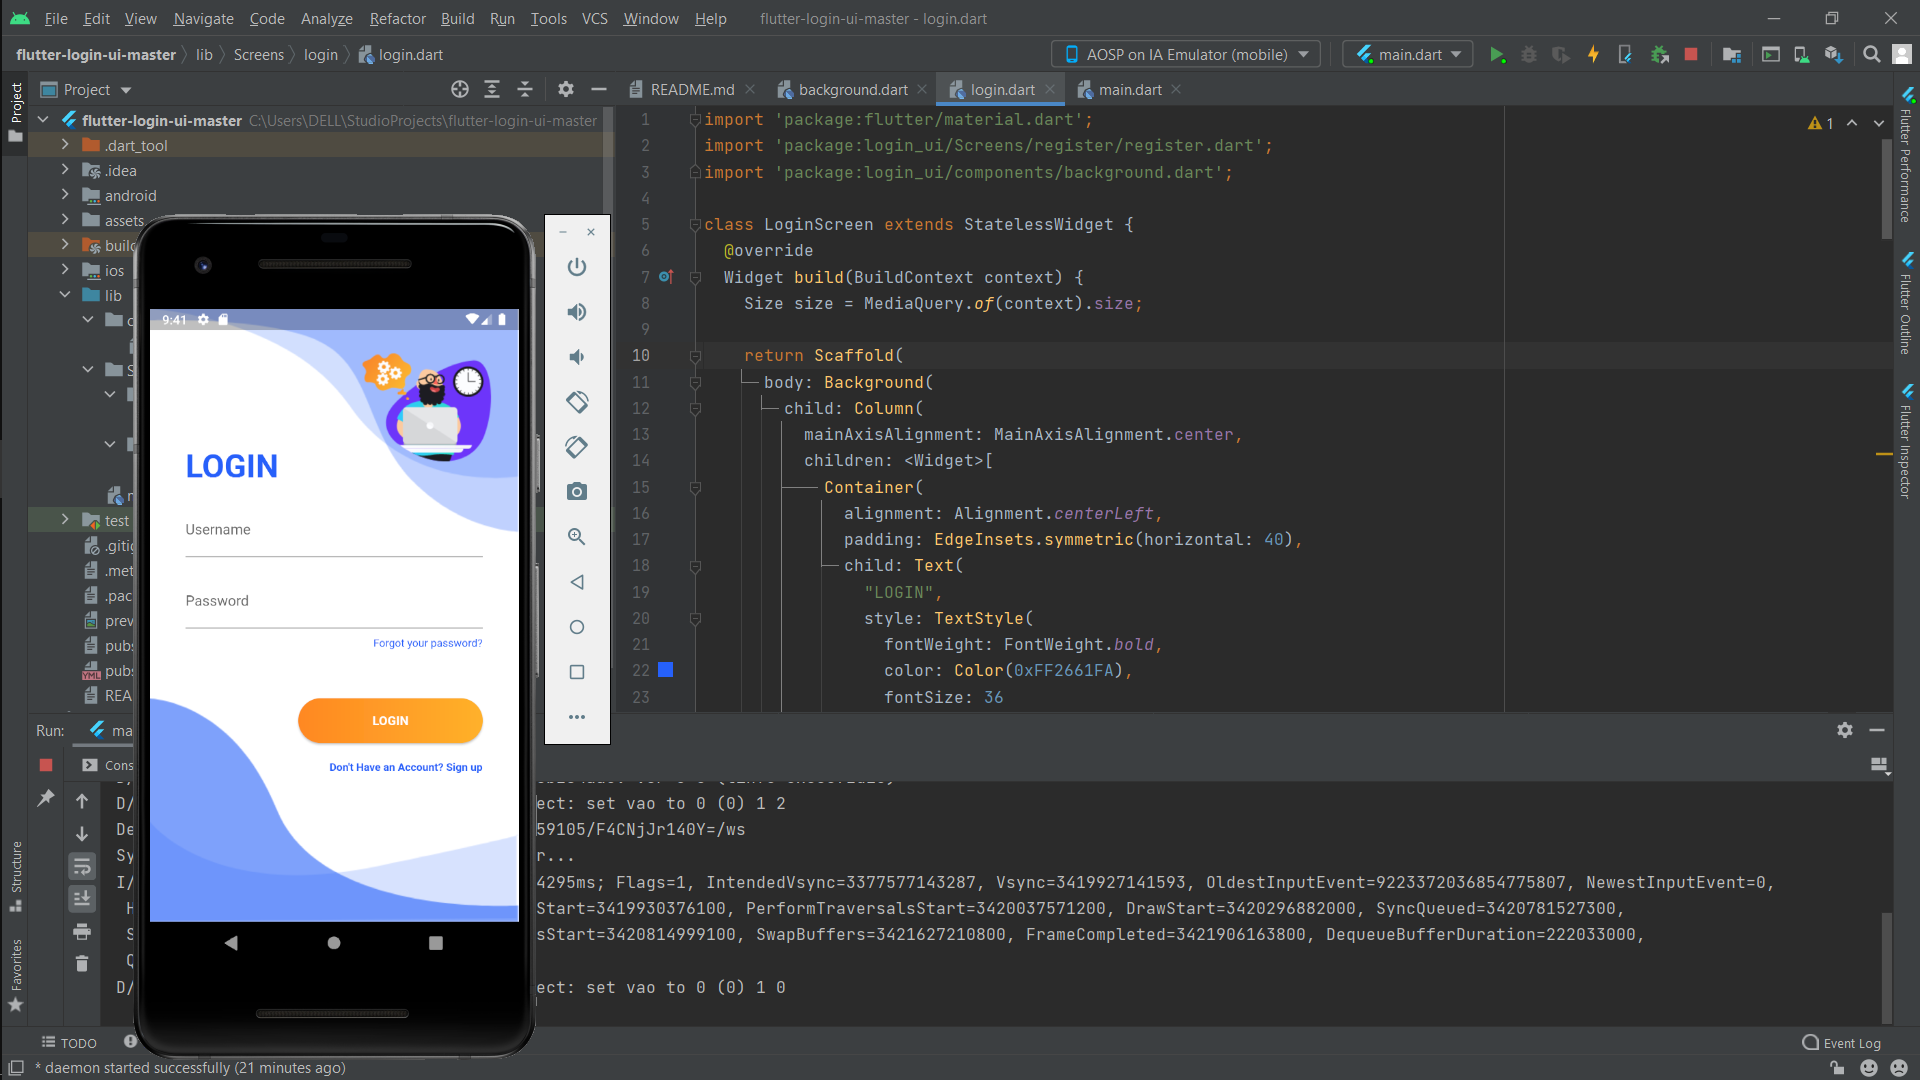 File Edit View Navigate Code Analyze Refactor Build Run Tools VCS Window Help flutter-login-ui-master - login.dart
flutter-login-ui-master lib Screens login login.dart
AOSP on IA Emulator (mobile) main.dart
Project
Project
README.md background.dart login.dart main.dart
flutter-login-ui-master C:\Users\DELL\StudioProjects\flutter-login-ui-master
.dart_tool
.idea
android
assets
ios
lib
test
1 import 'package:flutter/material.dart';
2 import 'package:login_ui/Screens/register/register.dart';
3 import 'package:login_ui/components/background.dart';
4
5 class LoginScreen extends StatelessWidget {
6 @override
7 Widget build(BuildContext context) {
8 Size size = MediaQuery.of(context).size;
9
10 return Scaffold(
11 body: Background(
12 child: Column(
13 mainAxisAlignment: MainAxisAlignment.center,
14 children: <Widget>[
15 Container(
16 alignment: Alignment.centerLeft,
17 padding: EdgeInsets.symmetric(horizontal: 40),
18 child: Text(
19 "LOGIN",
20 style: TextStyle(
21 fontWeight: FontWeight.bold,
22 color: Color(0xFF2661FA),
23 fontSize: 36
1
Flutter Performance
Flutter Outline
Flutter Inspector
9:41
LOGIN
Username
Password
Forgot your password?
LOGIN
Don't Have an Account? Sign up
Run:
Cons
D/ ect: set vao to 0 (0) 1 2
De 59105/F4CNjJr140Y=/ws
Sy r...
I/ 4295ms; Flags=1, IntendedVsync=3377577143287, Vsync=3419927141593, OldestInputEvent=9223372036854775807, NewestInputEvent=0,
H Start=3419930376100, PerformTraversalsStart=3420037571200, DrawStart=3420296882000, SyncQueued=3420781527300,
S sStart=3420814999100, SwapBuffers=3421627210800, FrameCompleted=3421906163800, DequeueBufferDuration=222033000,
Q
D/ ect: set vao to 0 (0) 1 0
Structure
Favorites
TODO
Event Log
* daemon started successfully (21 minutes ago)